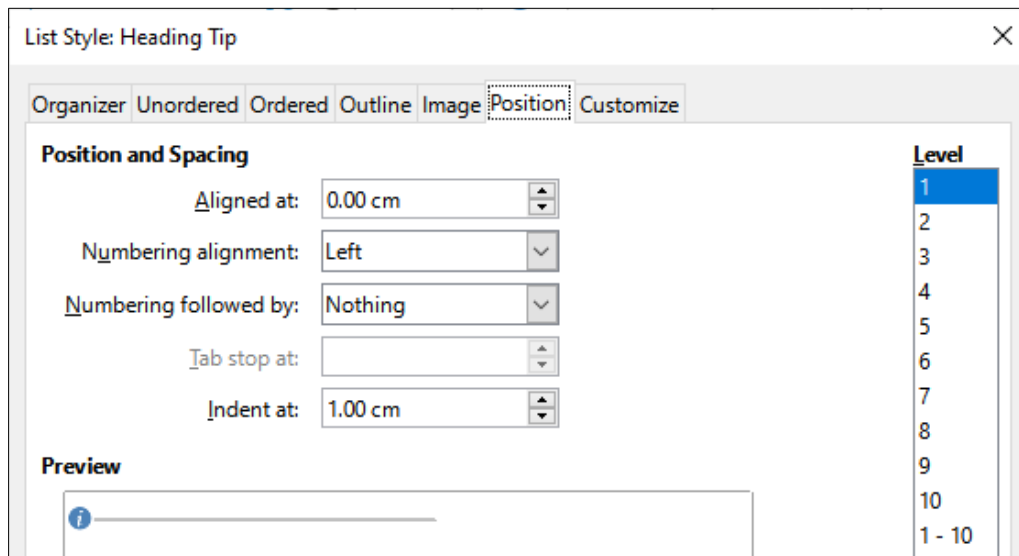 List Style: Heading Tip
Organizer Unordered Ordered Outline Image Position Customize
Position and Spacing
Aligned at: 0.00 cm
Numbering alignment: Left
Numbering followed by: Nothing
Tab stop at:
Indent at: 1.00 cm
Preview
i
Level
1
2
3
4
5
6
7
8
9
10
1 - 10